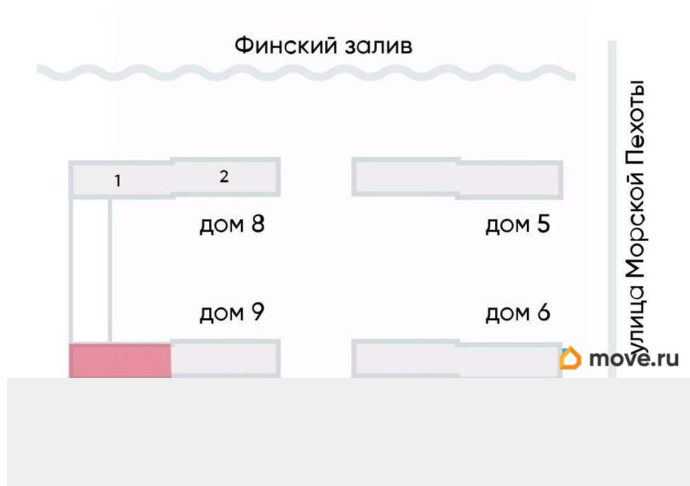 Финский залив
улица Морской Пехоты
1
2
дом 8
дом 5
дом 9
дом 6
move.ru